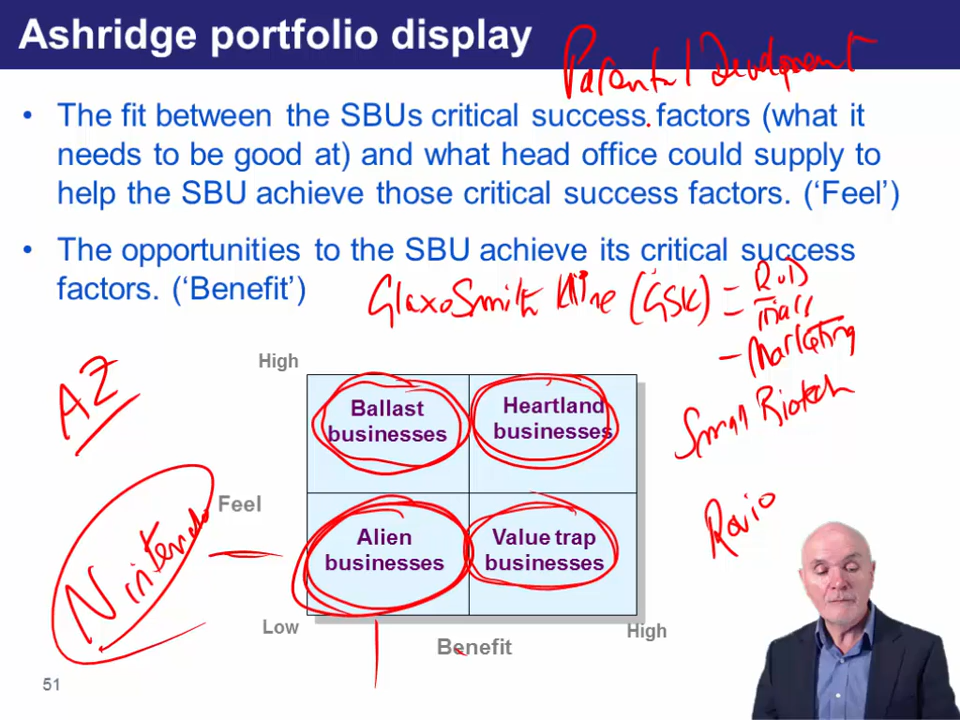 Ashridge portfolio display
Parental Development
• The fit between the SBUs critical success factors (what it
needs to be good at) and what head office could supply to
help the SBU achieve those critical success factors. (‘Feel’)
• The opportunities to the SBU achieve its critical success
factors. (‘Benefit’)
GlaxoSmithKline (GSK) = R&D
- Marketing
Small Biotech
AZ
High
Ballast
businesses
Heartland
businesses
Feel
Nintendo
Rovio
Alien
businesses
Value trap
businesses
Low
Benefit
High
51